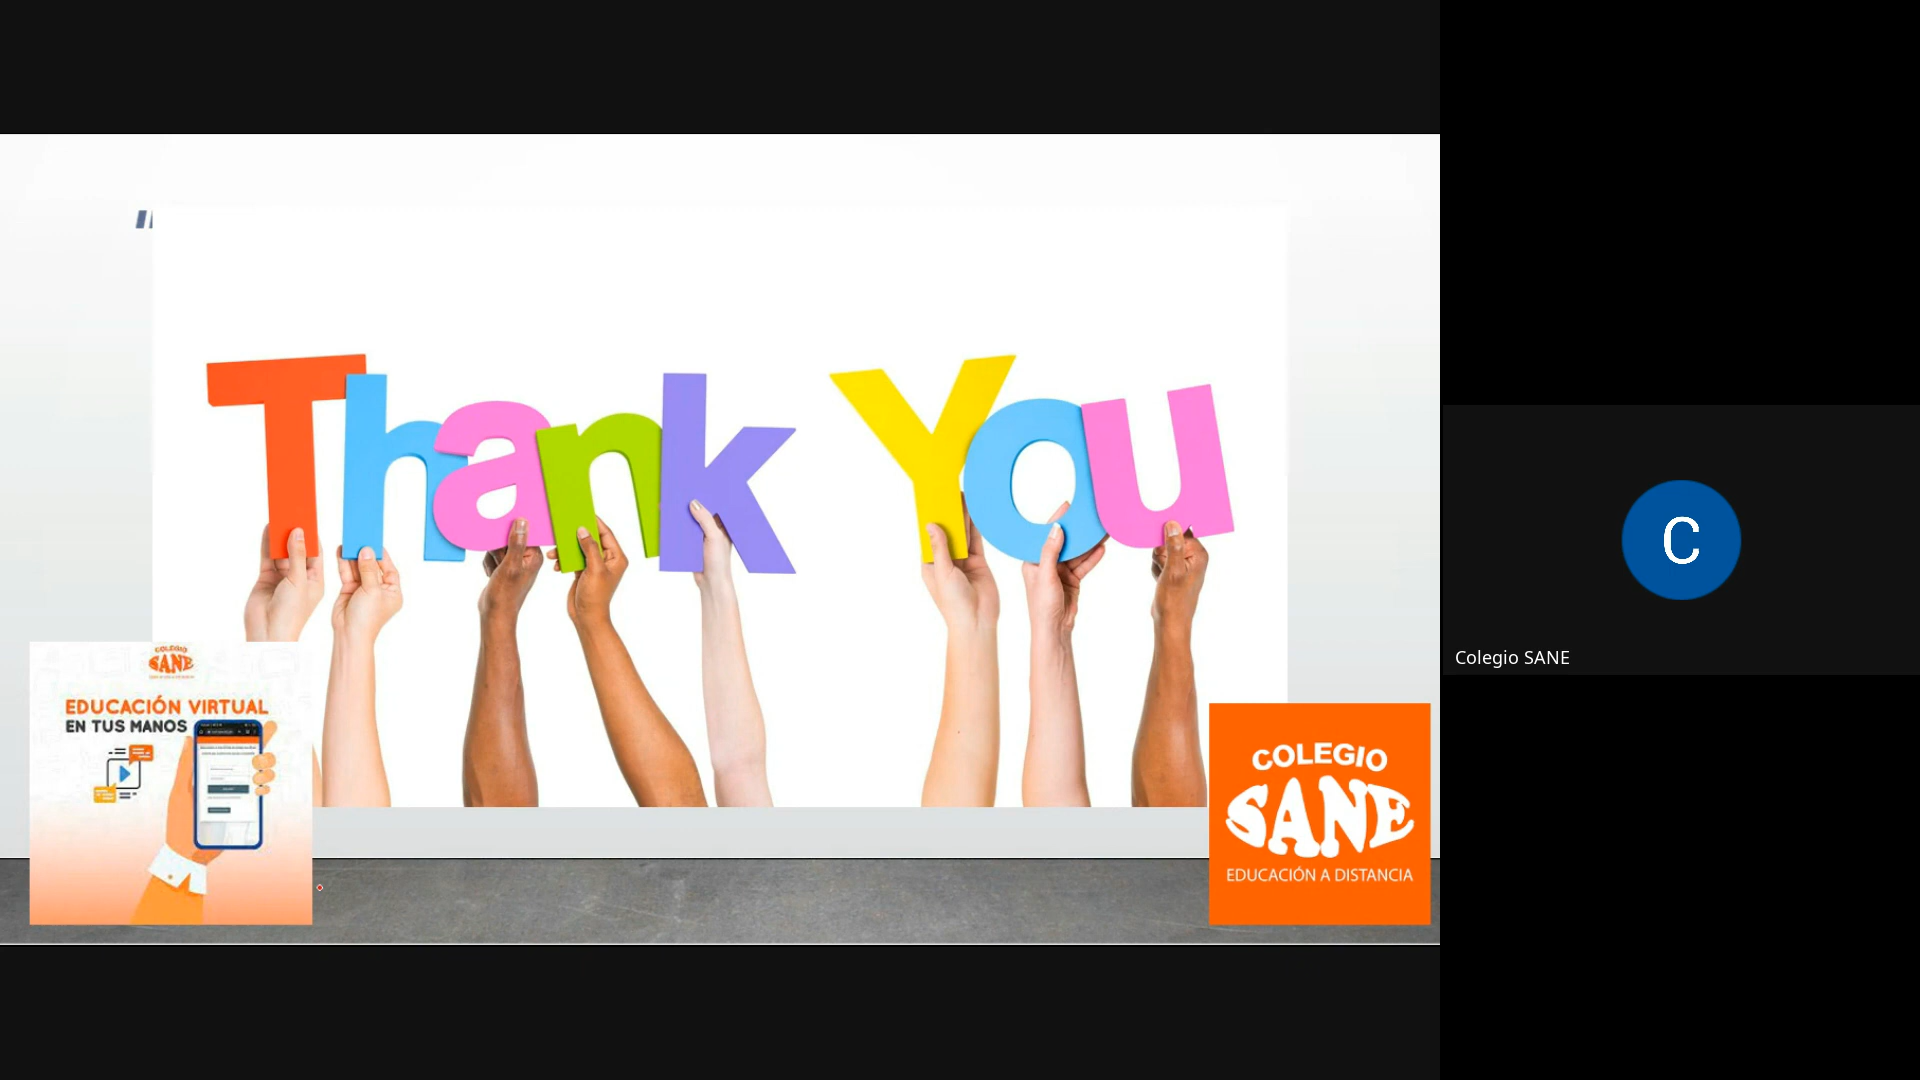 Thank You
COLEGIO
SANE
EDUCACIÓN VIRTUAL
EN TUS MANOS
COLEGIO
SANE
EDUCACIÓN A DISTANCIA
C
Colegio SANE